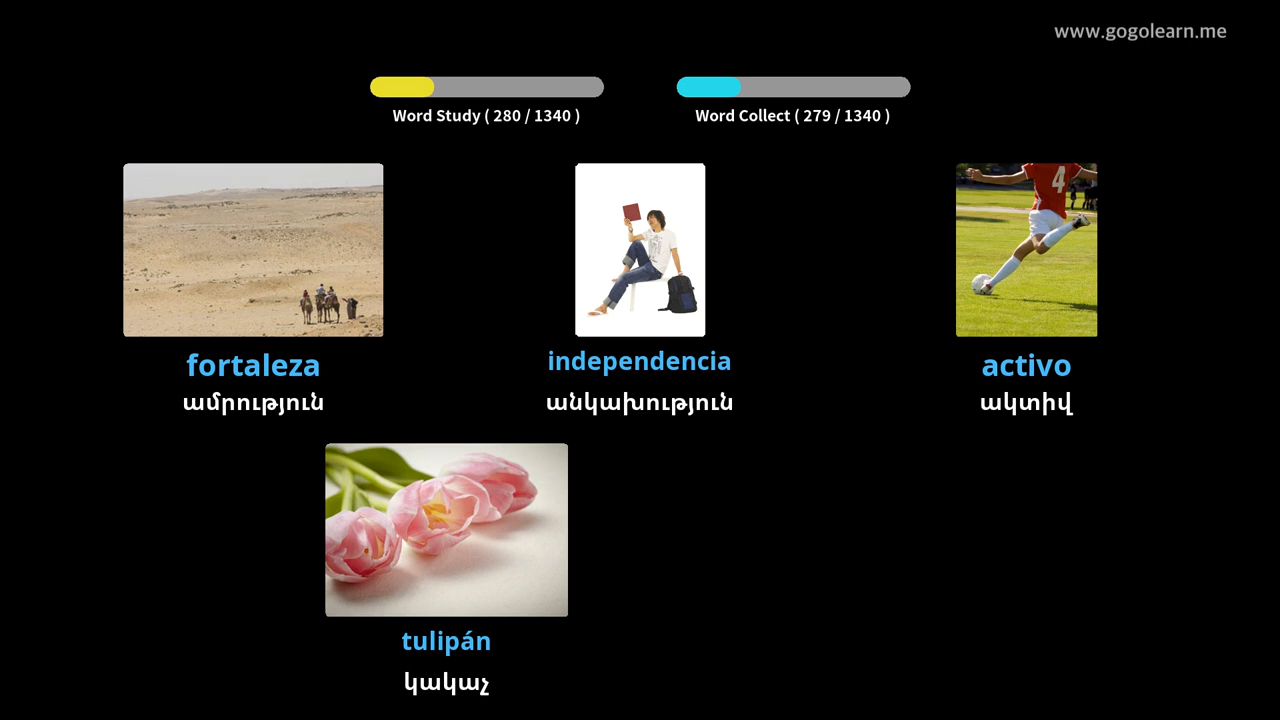 www.gogolearn.me
Word Study ( 280 / 1340 )
Word Collect ( 279 / 1340 )
4
fortaleza
independencia
activo
ամրություն
անկախություն
ակտիվ
tulipán
կակաչ